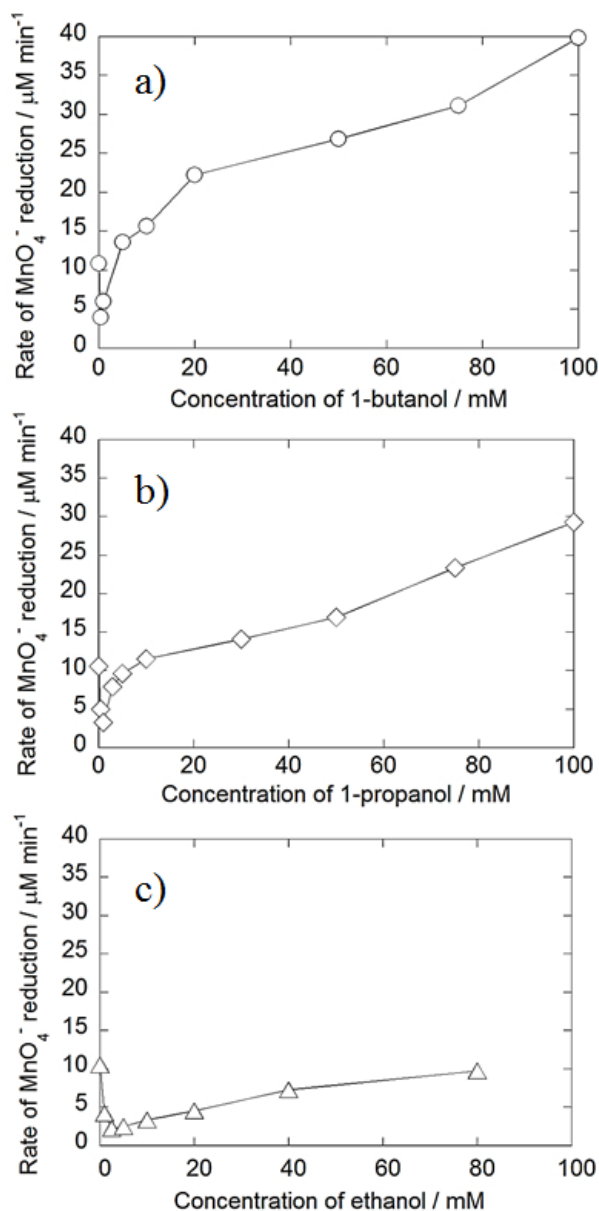 a)
Rate of MnO₄⁻ reduction / μM min⁻¹
40
35
30
25
20
15
10
5
0
0 20 40 60 80 100
Concentration of 1-butanol / mM
b)
Rate of MnO₄⁻ reduction / μM min⁻¹
40
35
30
25
20
15
10
5
0
0 20 40 60 80 100
Concentration of 1-propanol / mM
c)
Rate of MnO₄⁻ reduction / μM min⁻¹
40
35
30
25
20
15
10
5
0
0 20 40 60 80 100
Concentration of ethanol / mM